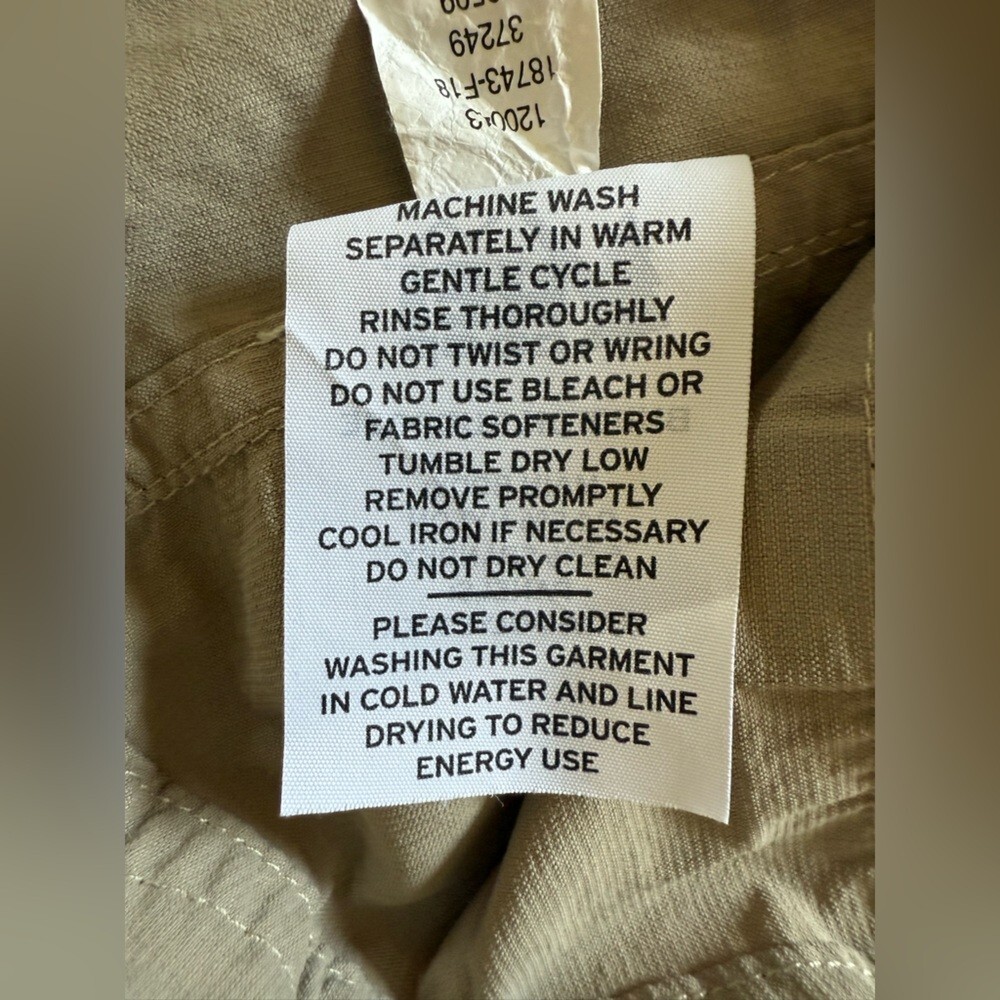 37249
18743-F18
MACHINE WASH
SEPARATELY IN WARM
GENTLE CYCLE
RINSE THOROUGHLY
DO NOT TWIST OR WRING
DO NOT USE BLEACH OR
FABRIC SOFTENERS
TUMBLE DRY LOW
REMOVE PROMPTLY
COOL IRON IF NECESSARY
DO NOT DRY CLEAN
PLEASE CONSIDER
WASHING THIS GARMENT
IN COLD WATER AND LINE
DRYING TO REDUCE
ENERGY USE